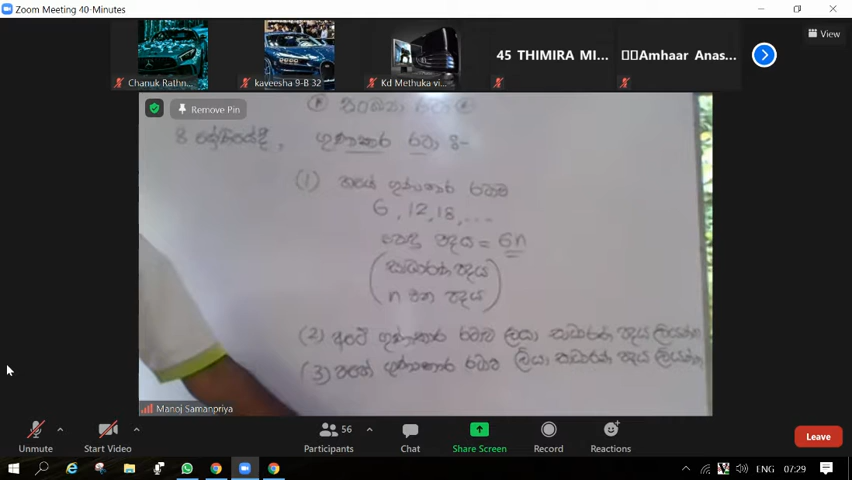 Zoom Meeting 40-Minutes
View
Chanuk Rathn...
kaveesha 9-B 32
Kd Methuka vi...
45 THIMIRA MI...
Amhaar Anas...
Remove Pin
සංඛ්‍යා රටා
8 ශ්‍රේණියේදී, ගුණාකාර රටා :-
(1) හයේ ගුණාකාර රටාව
6, 12, 18, ...
පොදු පදය = 6n
(සාධාරණ පදය
n වන පදය)
(2) අටේ ගුණාකාර රටාව ලියා සාධාරණ පදය ලියන්න
(3) හතේ ගුණාකාර රටාව ලියා සාධාරණ පදය ලියන්න
Manoj Samanpriya
Unmute
Start Video
56
Participants
Chat
Share Screen
Record
Reactions
Leave
ENG
07:29